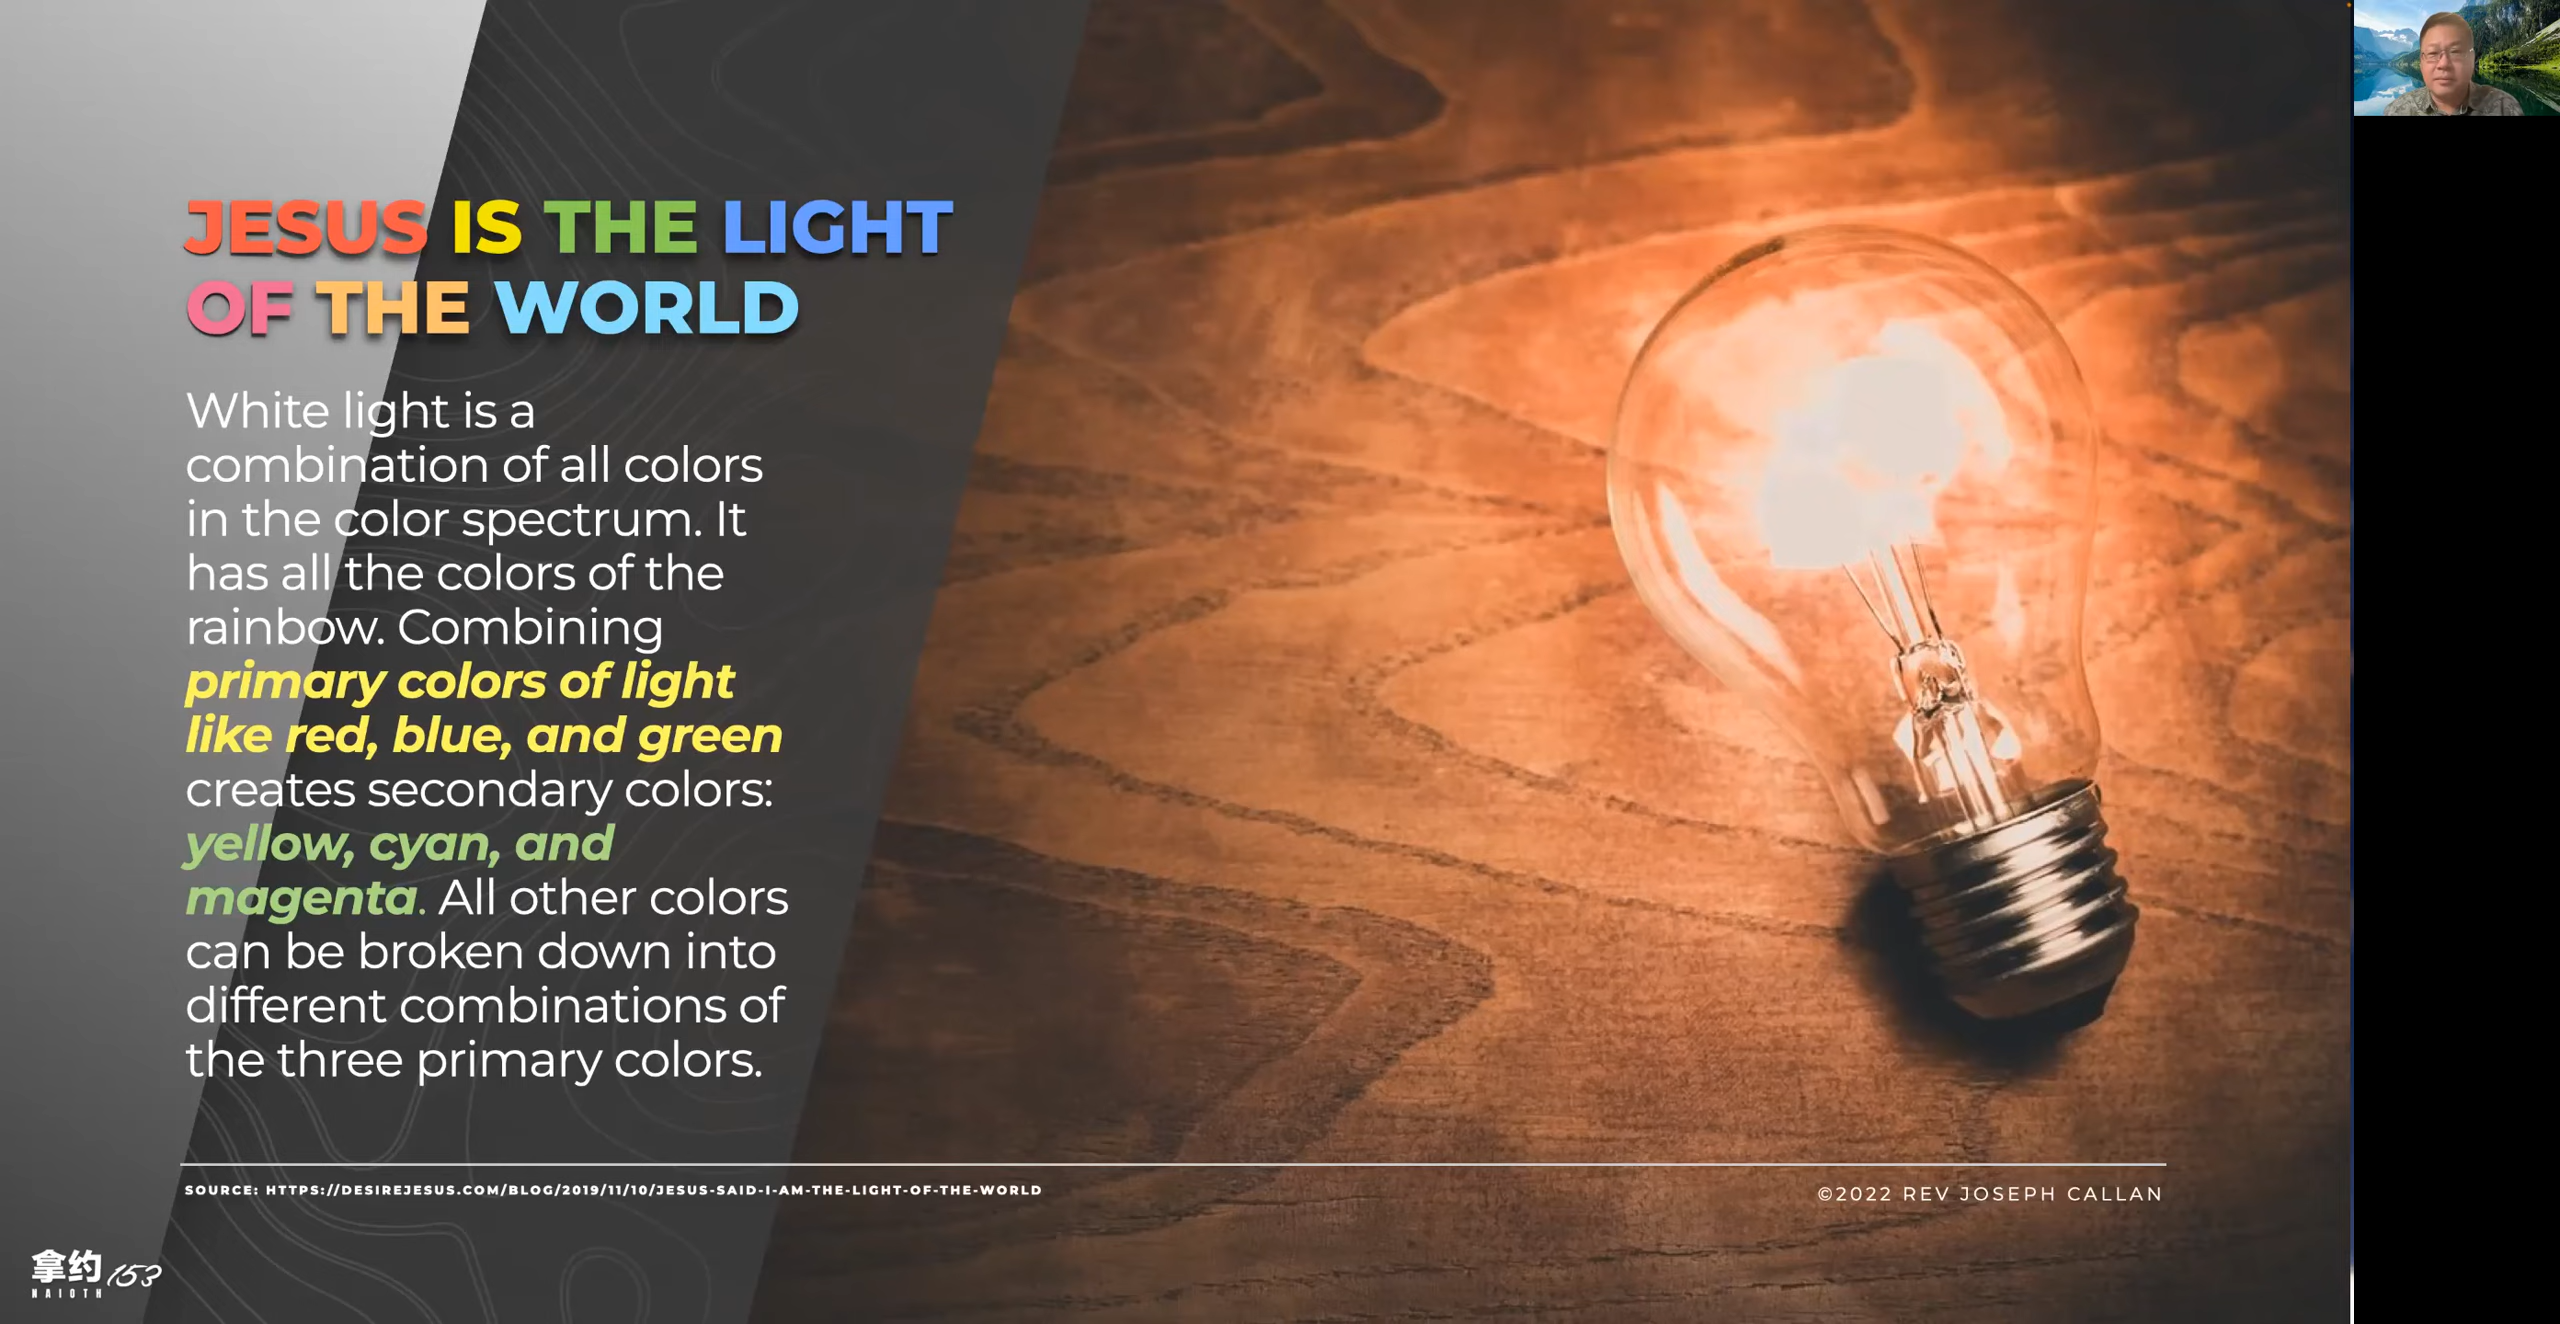 JESUS IS THE LIGHT
OF THE WORLD
White light is a
combination of all colors
in the color spectrum. It
has all the colors of the
rainbow. Combining
primary colors of light
like red, blue, and green
creates secondary colors:
yellow, cyan, and
magenta. All other colors
can be broken down into
different combinations of
the three primary colors.
SOURCE: HTTPS://DESIREJESUS.COM/BLOG/2019/11/10/JESUS-SAID-I-AM-THE-LIGHT-OF-THE-WORLD
©2022 REV JOSEPH CALLAN
拿约 153
NAIOTH